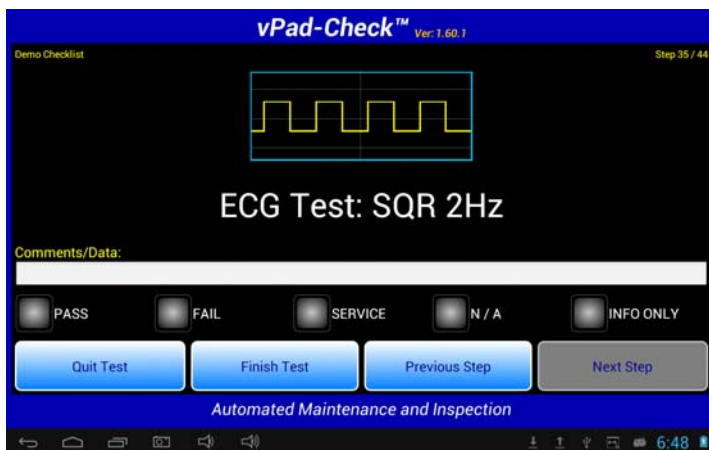 vPad-Check™ Ver: 1.60.1
Demo Checklist
Step 35 / 44
ECG Test: SQR 2Hz
Comments/Data:
PASS FAIL SERVICE N / A INFO ONLY
Quit Test Finish Test Previous Step Next Step
Automated Maintenance and Inspection
6:48